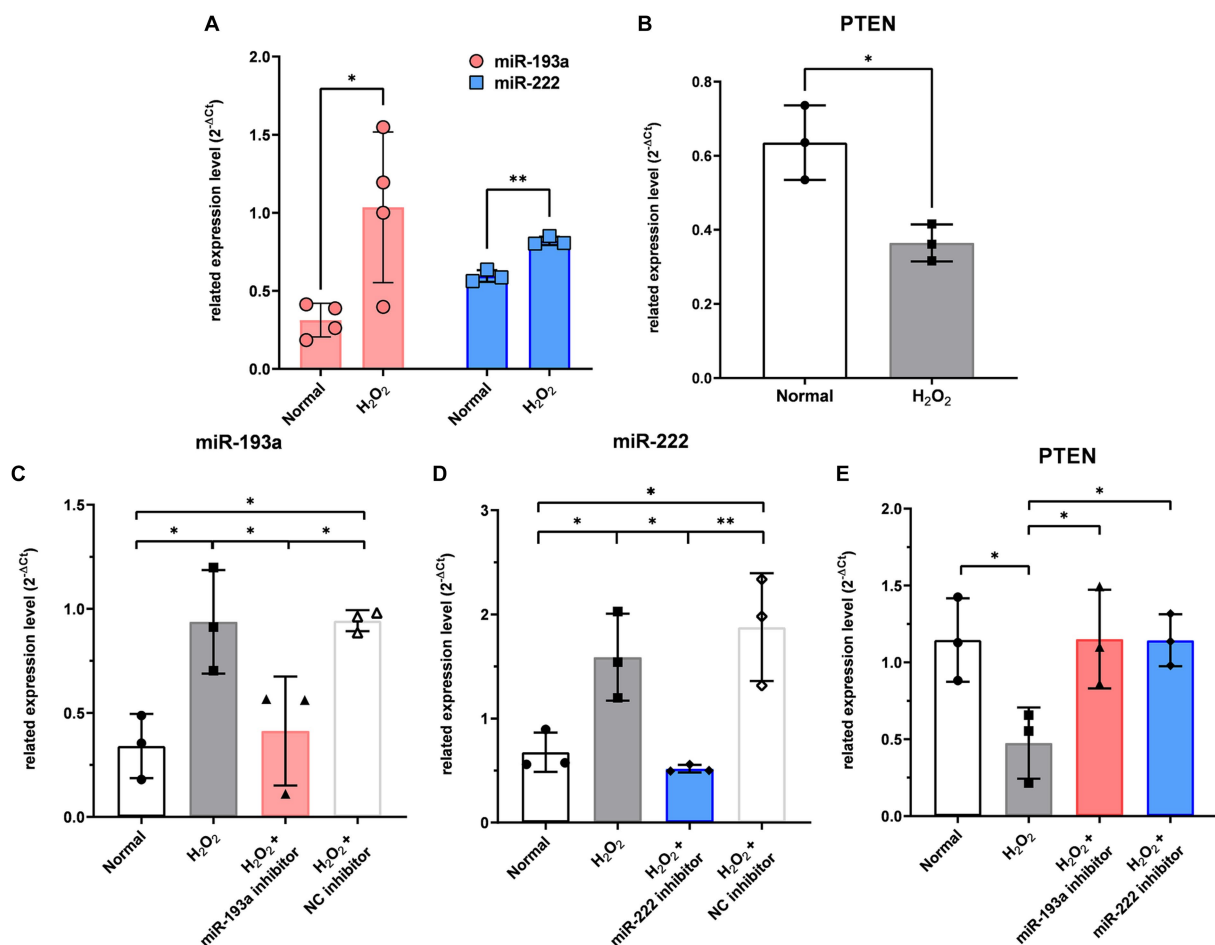 A
related expression level (2^-ΔCt)
2.0
1.5
1.0
0.5
0.0
miR-193a
miR-222
*
**
Normal
H₂O₂
Normal
H₂O₂
B
PTEN
related expression level (2^-ΔCt)
0.8
0.6
0.4
0.2
0.0
*
Normal
H₂O₂
C
miR-193a
related expression level (2^-ΔCt)
1.5
1.0
0.5
0.0
*
*
*
*
Normal
H₂O₂
H₂O₂ +
miR-193a inhibitor
H₂O₂ +
NC inhibitor
D
miR-222
related expression level (2^-ΔCt)
3
2
1
0
*
*
*
**
Normal
H₂O₂
H₂O₂ +
miR-222 inhibitor
H₂O₂ +
NC inhibitor
E
PTEN
related expression level (2^-ΔCt)
2.0
1.5
1.0
0.5
0.0
*
*
*
Normal
H₂O₂
H₂O₂ +
miR-193a inhibitor
H₂O₂ +
miR-222 inhibitor